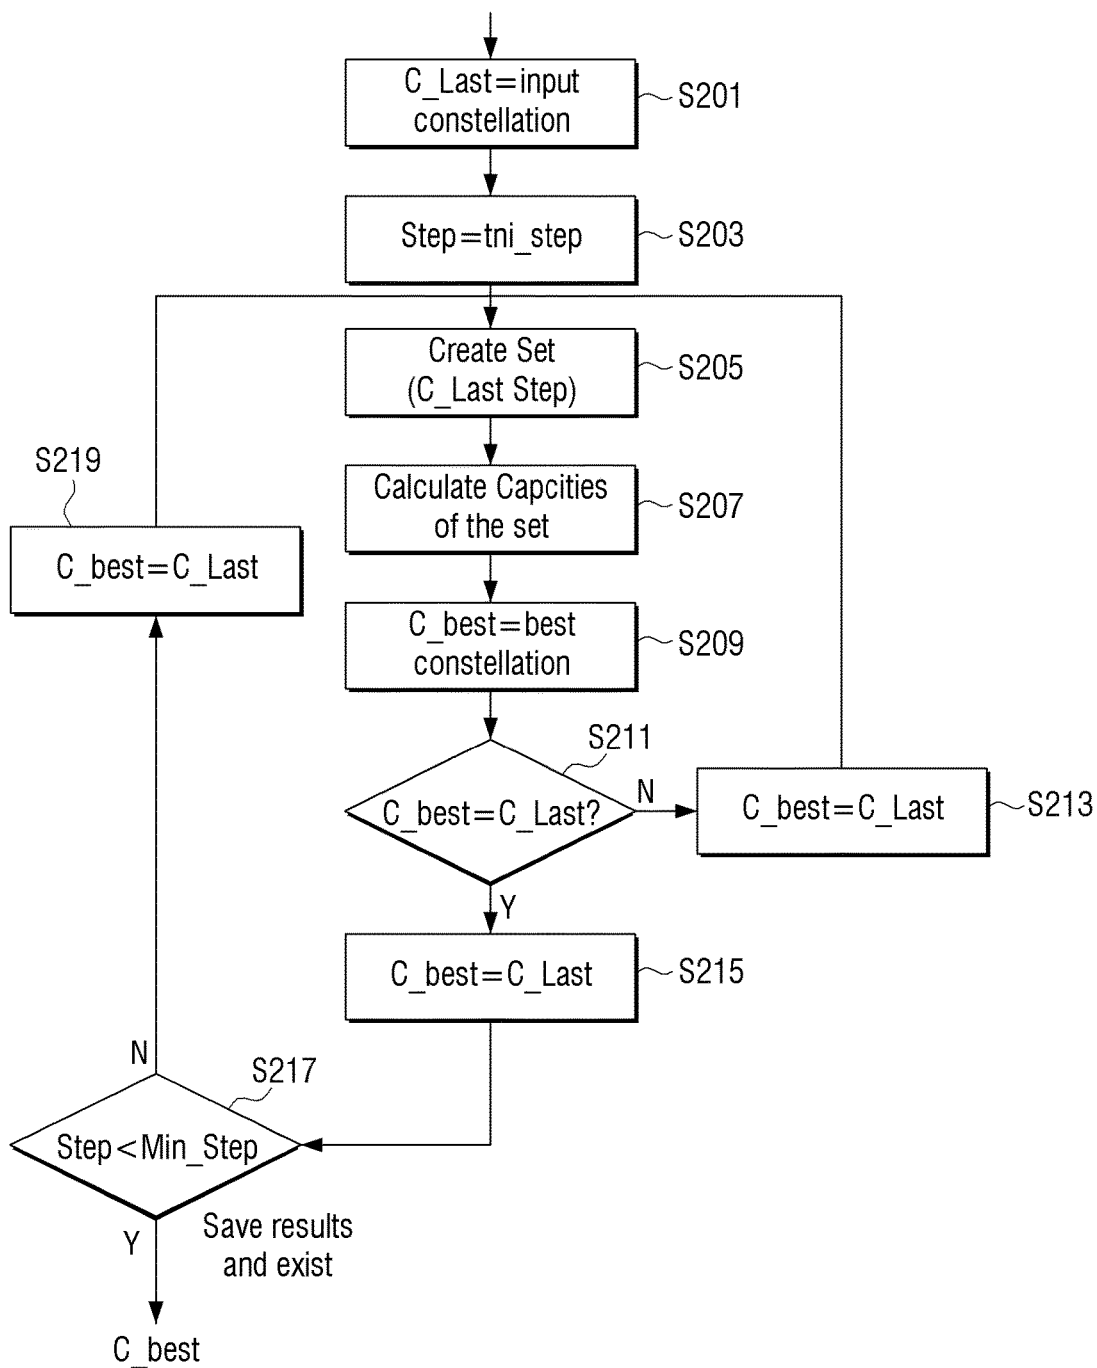 C_Last=input
constellation
S201
Step=tni_step
S203
Create Set
(C_Last Step)
S205
Calculate Capcities
of the set
S207
S219
C_best=C_Last
C_best=best
constellation
S209
S211
C_best=C_Last?
N
C_best=C_Last
S213
Y
C_best=C_Last
S215
N
S217
Step<Min_Step
Y
Save results
and exist
C_best